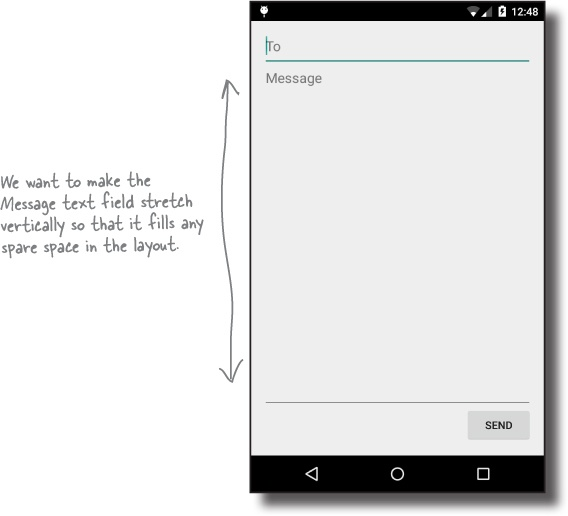 12:48
To
Message
We want to make the
Message text field stretch
vertically so that it fills any
spare space in the layout.
SEND